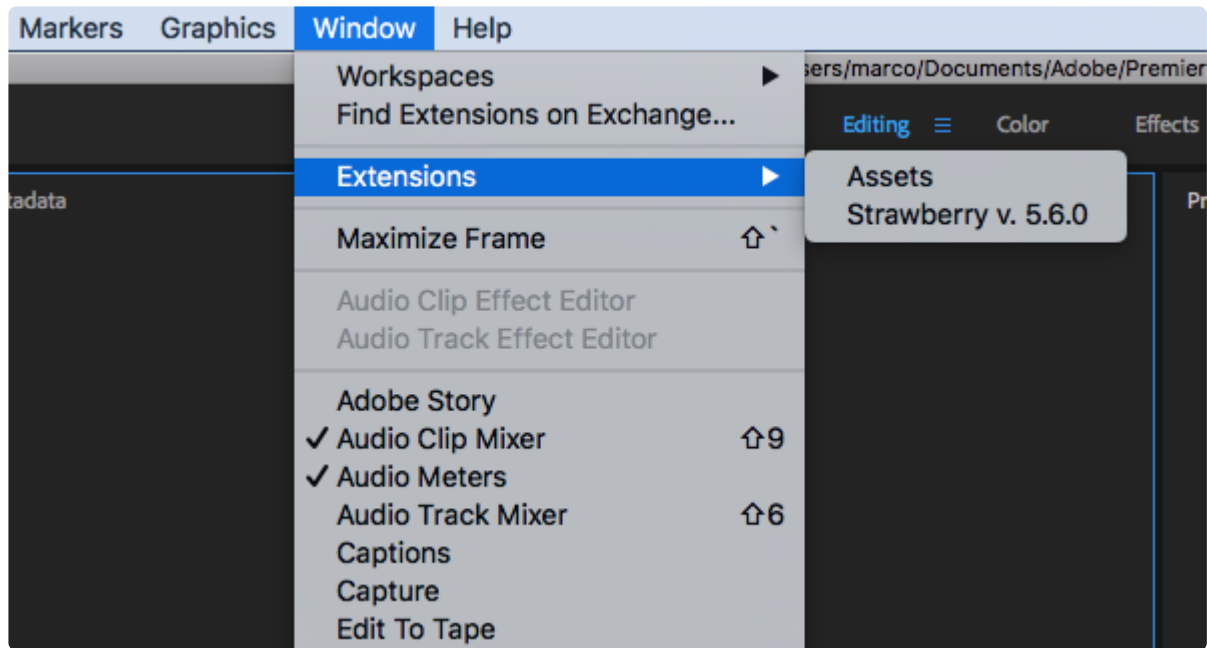 Markers Graphics Window Help
sers/marco/Documents/Adobe/Premier
Editing Color Effects
tadata
Pr
Workspaces
Find Extensions on Exchange...
Extensions
Assets
Strawberry v. 5.6.0
Maximize Frame ⇧`
Audio Clip Effect Editor
Audio Track Effect Editor
Adobe Story
✓ Audio Clip Mixer ⇧9
✓ Audio Meters
Audio Track Mixer ⇧6
Captions
Capture
Edit To Tape